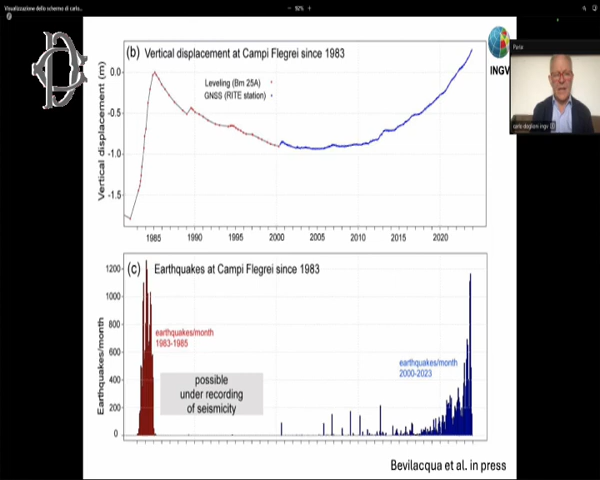 Visualizzazione dello schermo di carlo...
92%
(b) Vertical displacement at Campi Flegrei since 1983
INGV
Vertical displacement (m)
0.0
-0.5
-1.0
-1.5
Leveling (Bm 25A)
GNSS (RITE station)
1985 1990 1995 2000 2005 2010 2015 2020
carlo doglioni ingv
(c) Earthquakes at Campi Flegrei since 1983
Earthquakes/month
1200
1000
800
600
400
200
0
earthquakes/month
1983-1985
possible
under recording
of seismicity
earthquakes/month
2000-2023
Bevilacqua et al. in press